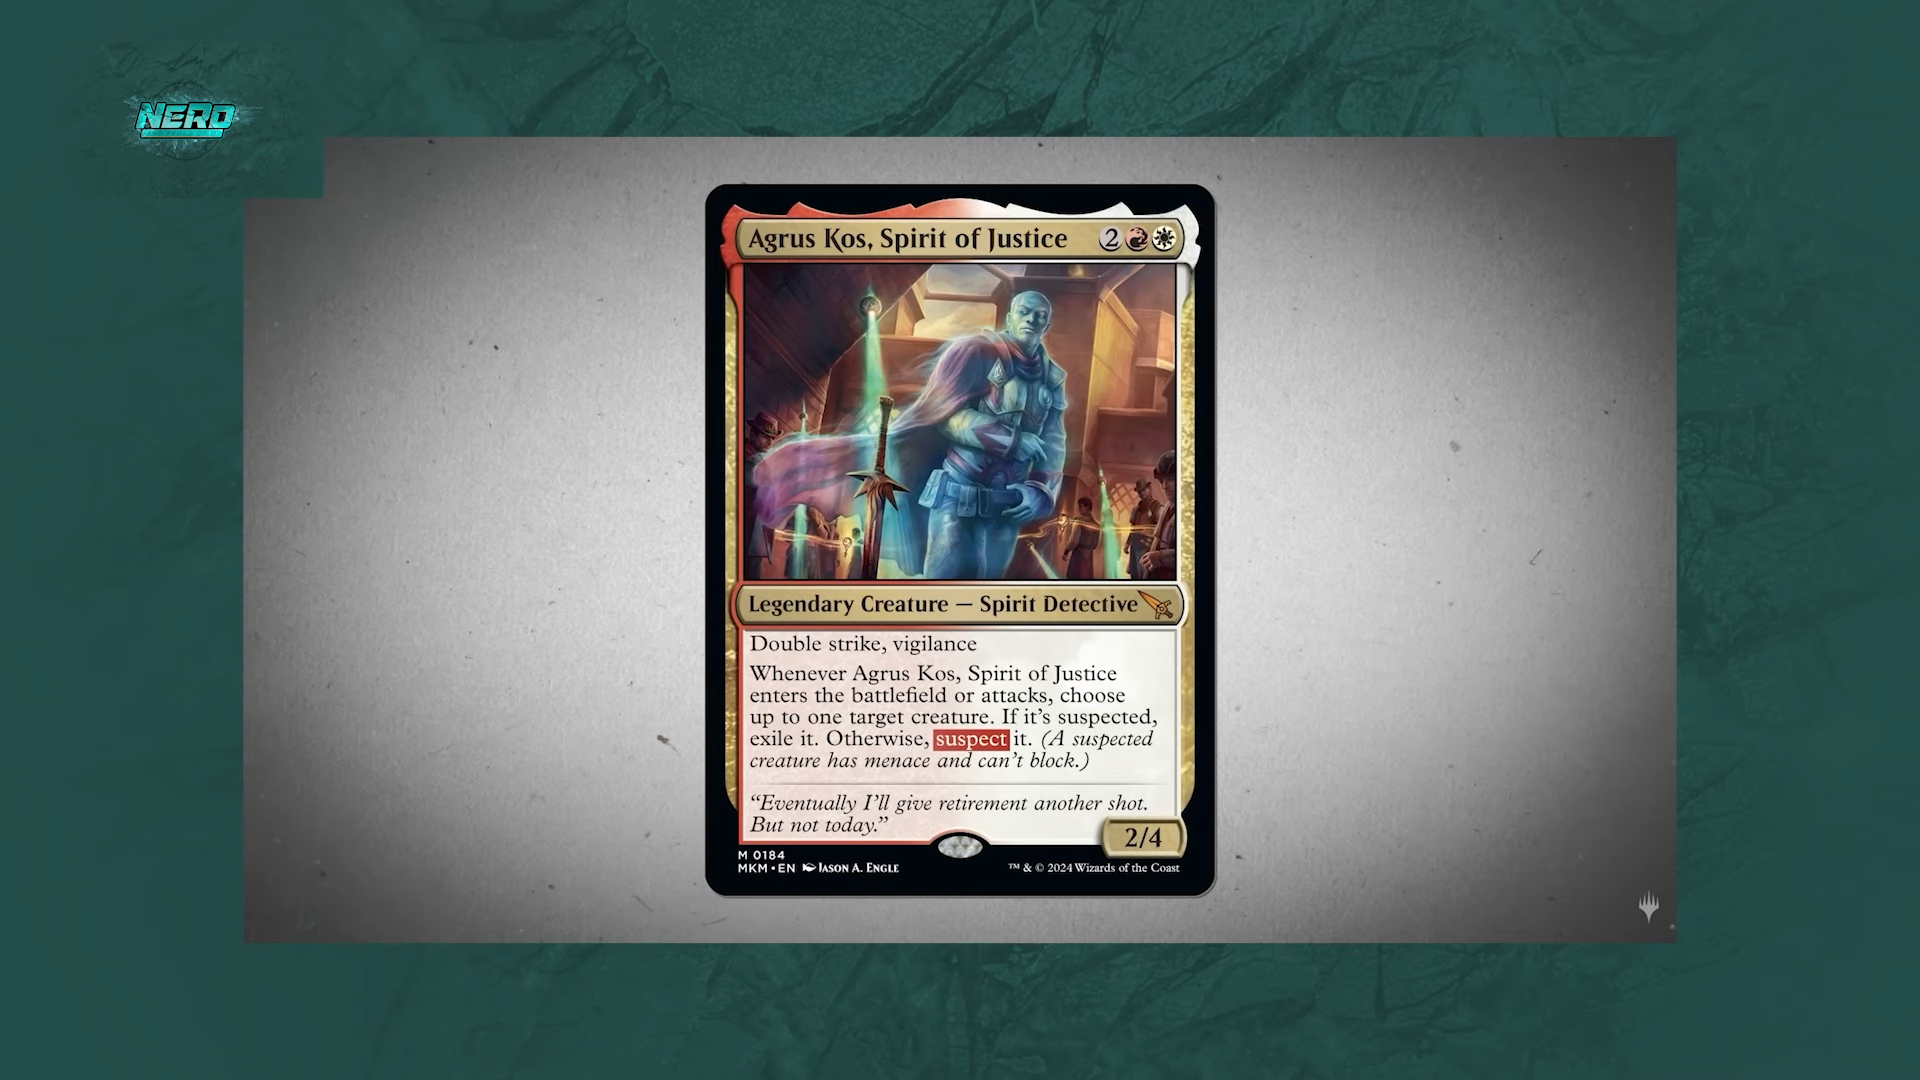 NERD
Agrus Kos, Spirit of Justice 2
Legendary Creature — Spirit Detective
Double strike, vigilance
Whenever Agrus Kos, Spirit of Justice
enters the battlefield or attacks, choose
up to one target creature. If it's suspected,
exile it. Otherwise, suspect it. (A suspected
creature has menace and can't block.)
"Eventually I'll give retirement another shot.
But not today."
2/4
M 0184
MKM • EN Jason A. Engle
™ & © 2024 Wizards of the Coast